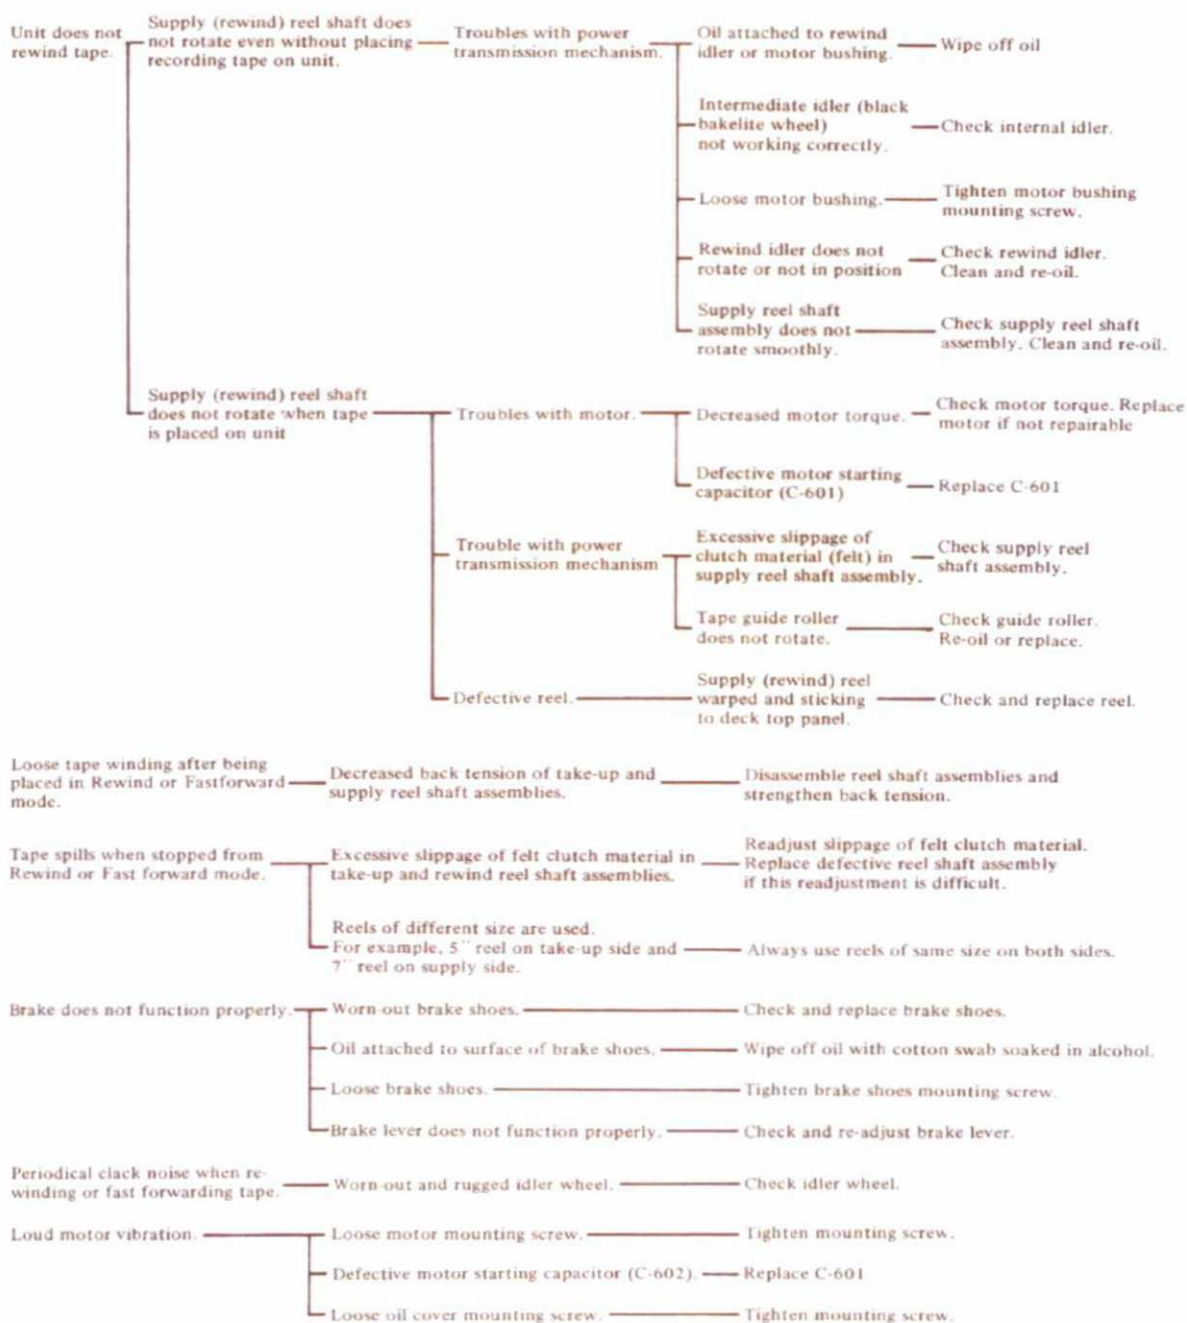 Unit does not
rewind tape.
Supply (rewind) reel shaft does
not rotate even without placing
recording tape on unit.
Troubles with power
transmission mechanism.
Oil attached to rewind
idler or motor bushing.
Wipe off oil
Intermediate idler (black
bakelite wheel)
not working correctly.
Check internal idler.
Loose motor bushing.
Tighten motor bushing
mounting screw.
Rewind idler does not
rotate or not in position
Check rewind idler.
Clean and re-oil.
Supply reel shaft
assembly does not
rotate smoothly.
Check supply reel shaft
assembly. Clean and re-oil.
Supply (rewind) reel shaft
does not rotate when tape
is placed on unit
Troubles with motor.
Decreased motor torque.
Check motor torque. Replace
motor if not repairable
Defective motor starting
capacitor (C-601)
Replace C-601
Trouble with power
transmission mechanism
Excessive slippage of
clutch material (felt) in
supply reel shaft assembly.
Check supply reel
shaft assembly.
Tape guide roller
does not rotate.
Check guide roller.
Re-oil or replace.
Defective reel.
Supply (rewind) reel
warped and sticking
to deck top panel.
Check and replace reel.
Loose tape winding after being
placed in Rewind or Fastforward
mode.
Decreased back tension of take-up and
supply reel shaft assemblies.
Disassemble reel shaft assemblies and
strengthen back tension.
Tape spills when stopped from
Rewind or Fast forward mode.
Excessive slippage of felt clutch material in
take-up and rewind reel shaft assemblies.
Readjust slippage of felt clutch material.
Replace defective reel shaft assembly
if this readjustment is difficult.
Reels of different size are used.
For example, 5" reel on take-up side and
7" reel on supply side.
Always use reels of same size on both sides.
Brake does not function properly.
Worn-out brake shoes.
Check and replace brake shoes.
Oil attached to surface of brake shoes.
Wipe off oil with cotton swab soaked in alcohol.
Loose brake shoes.
Tighten brake shoes mounting screw.
Brake lever does not function properly.
Check and re-adjust brake lever.
Periodical clack noise when re-
winding or fast forwarding tape.
Worn-out and rugged idler wheel.
Check idler wheel.
Loud motor vibration.
Loose motor mounting screw.
Tighten mounting screw.
Defective motor starting capacitor (C-602).
Replace C-601
Loose oil cover mounting screw.
Tighten mounting screw.